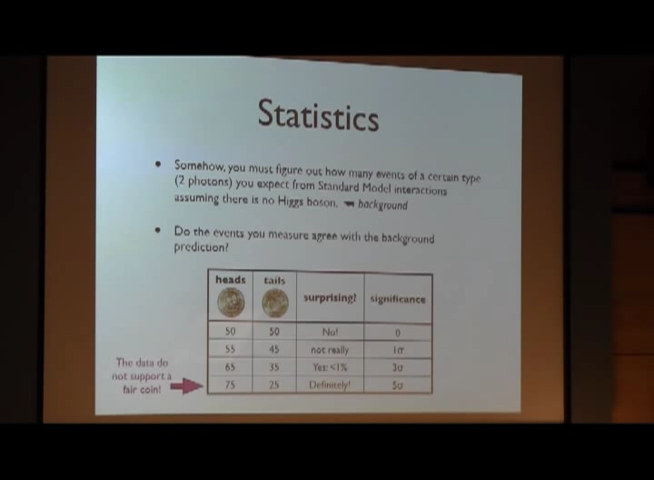 Statistics
• Somehow, you must figure out how many events of a certain type
(2 photons) you expect from Standard Model interactions
assuming there is no Higgs boson. background
• Do the events you measure agree with the background
prediction?
heads tails surprising? significance
50 50 No! 0
55 45 not really 1σ
65 35 Yes: <1% 3σ
75 25 Definitely! 5σ
The data do
not support a
fair coin!